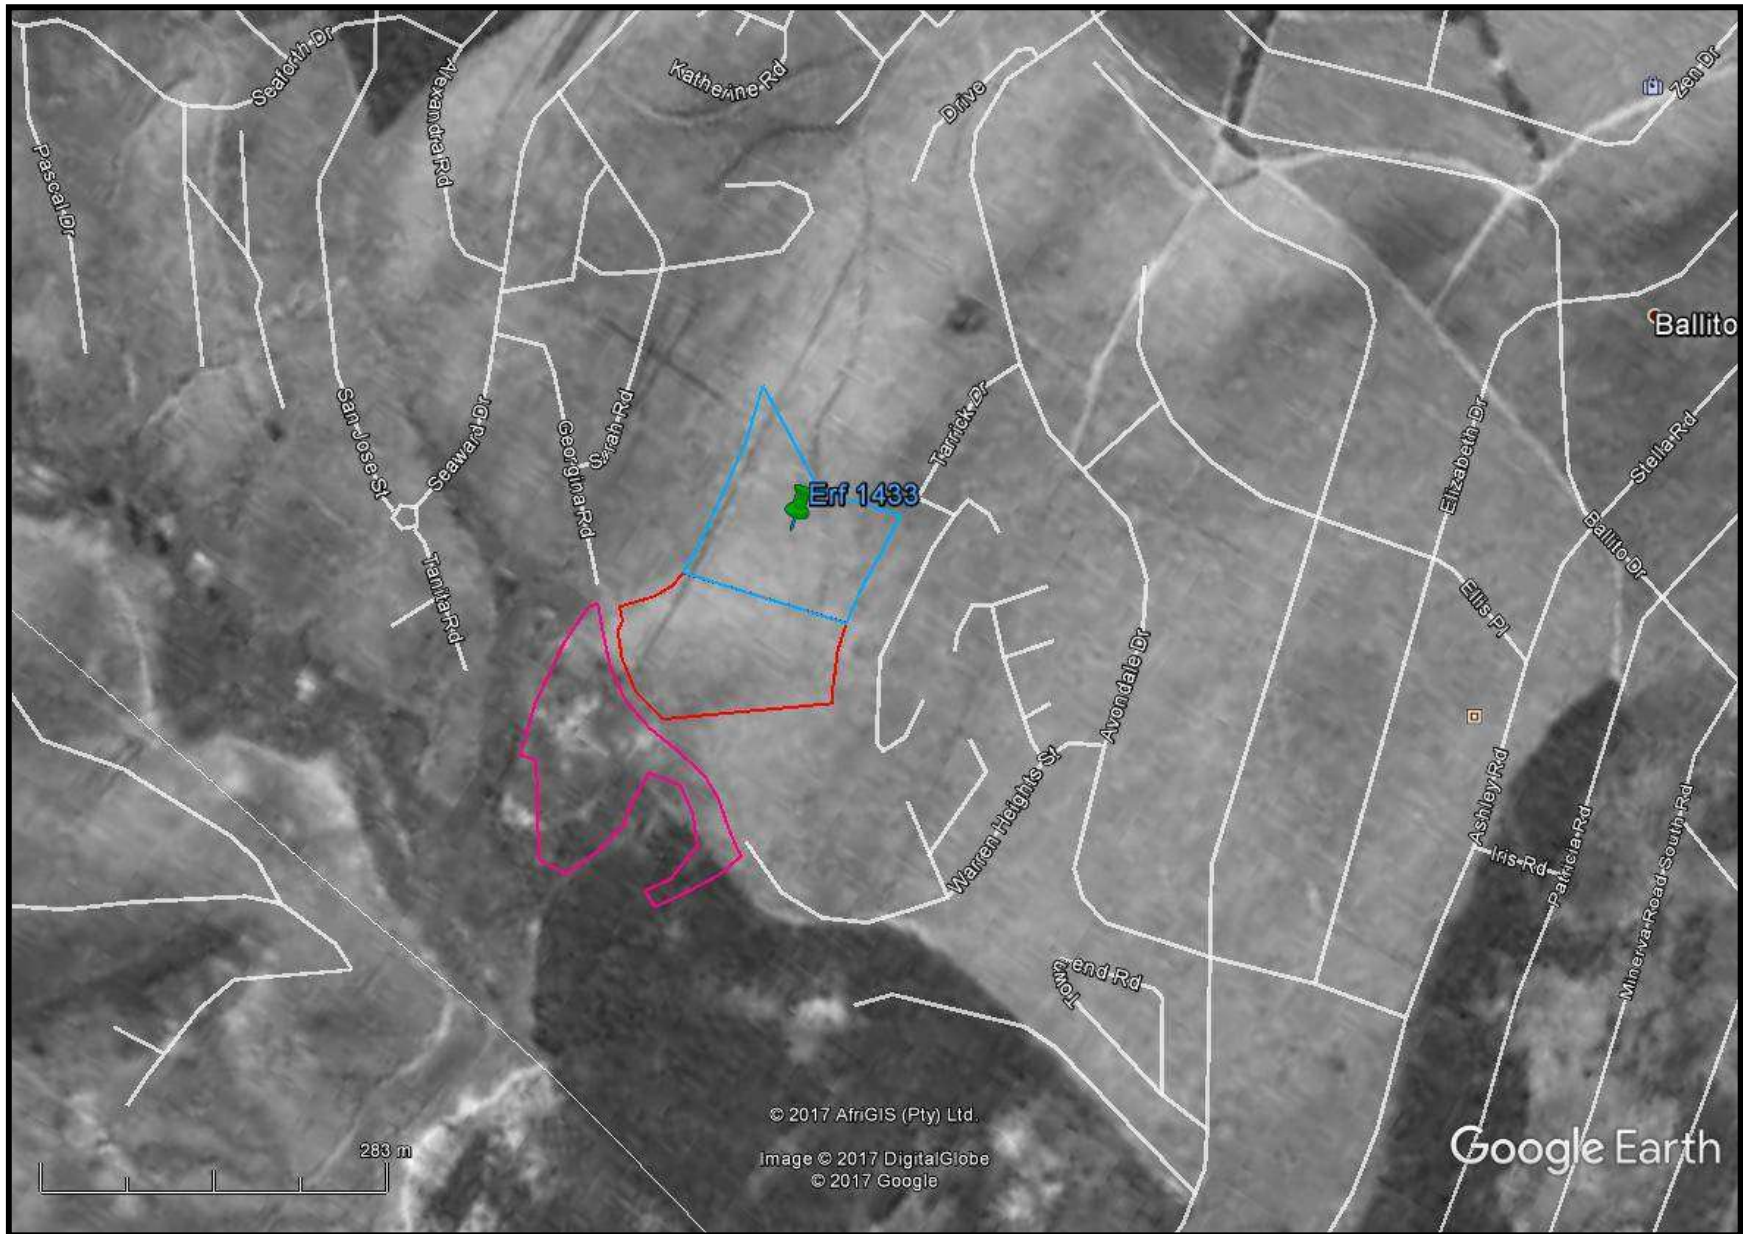 Seaforth Dr
Alexandra Rd
Katherine Rd
Drive
Zen Dr
Pascal Dr
Ballito
San Jose St
Seaward Dr
Georgina Rd
Sarah Rd
Tarrick Dr
Elizabeth Dr
Stella Rd
Erf 1433
Ballito Dr
Tanita Rd
Ellis Pl
Avondale Dr
Warren Heights St
Ashley Rd
Iris Rd
Patricia Rd
Minerva Road South Rd
Townsend Rd
© 2017 AfriGIS (Pty) Ltd.
283 m
Image © 2017 DigitalGlobe
© 2017 Google
Google Earth